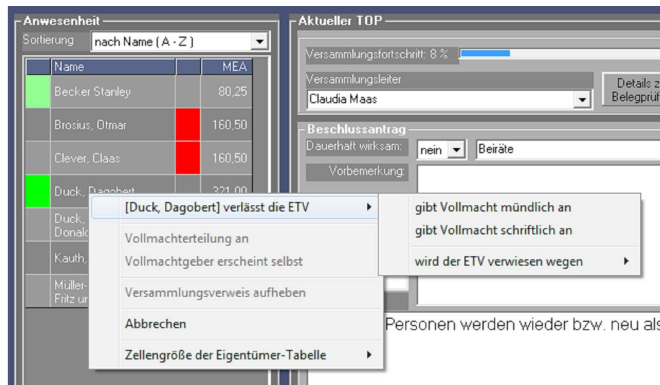 Anwesenheit
Sortierung nach Name ( A - Z )
Name MEA
Becker Stanley 80,25
Brosius, Otmar 160,50
Clever, Claas 160,50
Duck, Dagobert 321,00
Duck,
Donald
Kauth,
Müller-
Fritz ur
[Duck, Dagobert] verlässt die ETV
Vollmachterteilung an
Vollmachtgeber erscheint selbst
Versammlungsverweis aufheben
Abbrechen
Zellengröße der Eigentümer-Tabelle
gibt Vollmacht mündlich an
gibt Vollmacht schriftlich an
wird der ETV verwiesen wegen
Aktueller TOP
Versammlungsfortschritt: 8 %
Versammlungsleiter
Claudia Maas
Details z
Belegprüf
Beschlussantrag
Dauerhaft wirksam: nein Beiräte
Vorbemerkung:
Personen werden wieder bzw. neu als